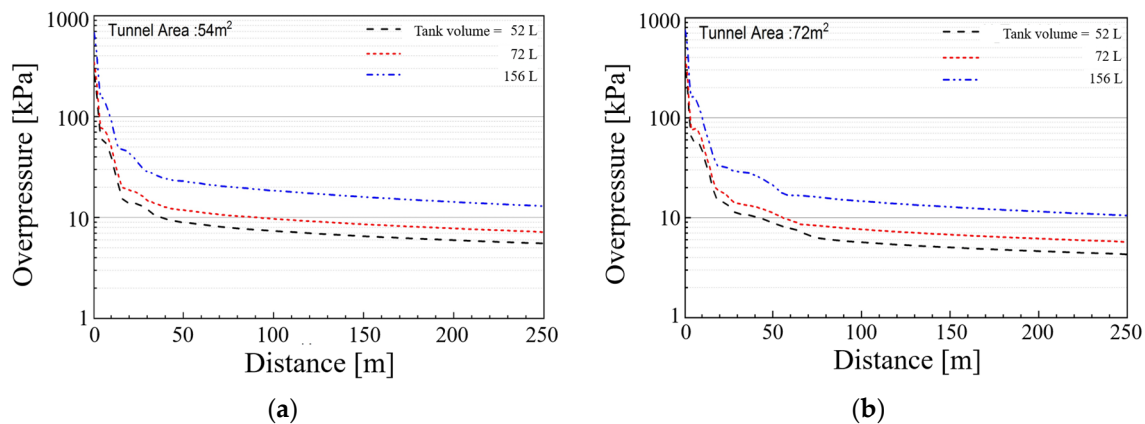 Tunnel Area :54m²
Tank volume = 52 L
72 L
156 L
1000
100
10
1
Overpressure [kPa]
0 50 100 150 200 250
Distance [m]
(a)
Tunnel Area :72m²
Tank volume = 52 L
72 L
156 L
1000
100
10
1
Overpressure [kPa]
0 50 100 150 200 250
Distance [m]
(b)